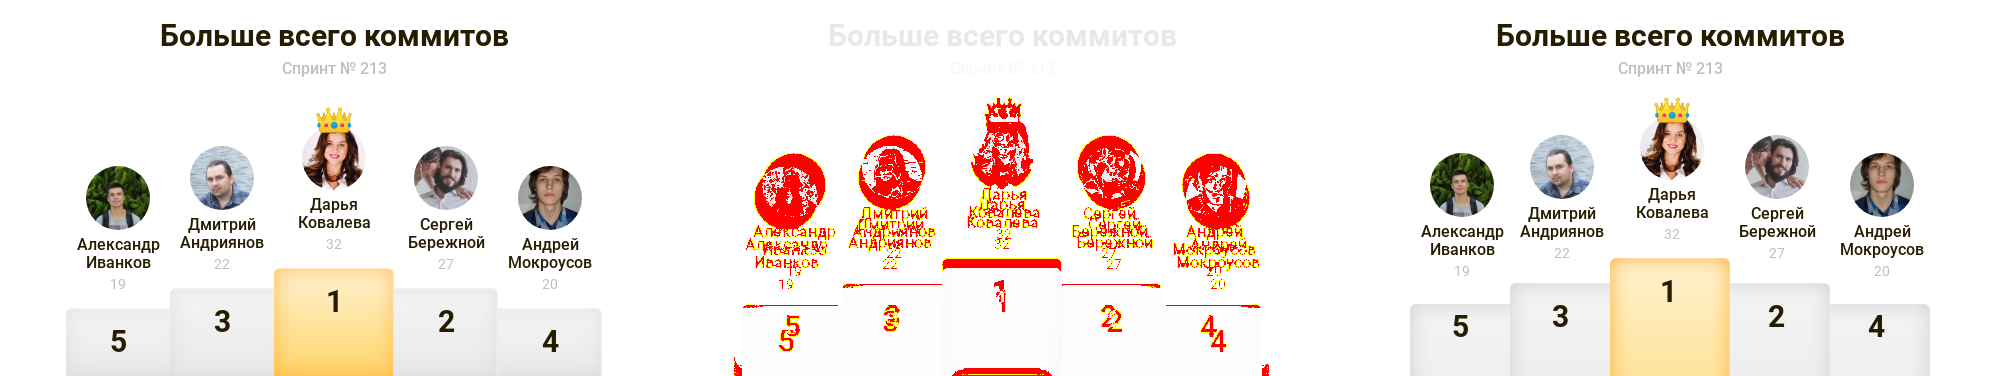 Больше всего коммитов
Спринт № 213
Дарья
Ковалева
32
Дмитрий
Андриянов
22
Сергей
Бережной
27
Александр
Иванков
19
Андрей
Мокроусов
20
1
3
2
5
4
Больше всего коммитов
Спринт № 213
Дарья
Ковалева
32
Дмитрий
Андриянов
22
Сергей
Бережной
27
Александр
Иванков
19
Андрей
Мокроусов
20
1
3
2
5
4
Больше всего коммитов
Спринт № 213
Дарья
Ковалева
32
Дмитрий
Андриянов
22
Сергей
Бережной
27
Александр
Иванков
19
Андрей
Мокроусов
20
1
3
2
5
4